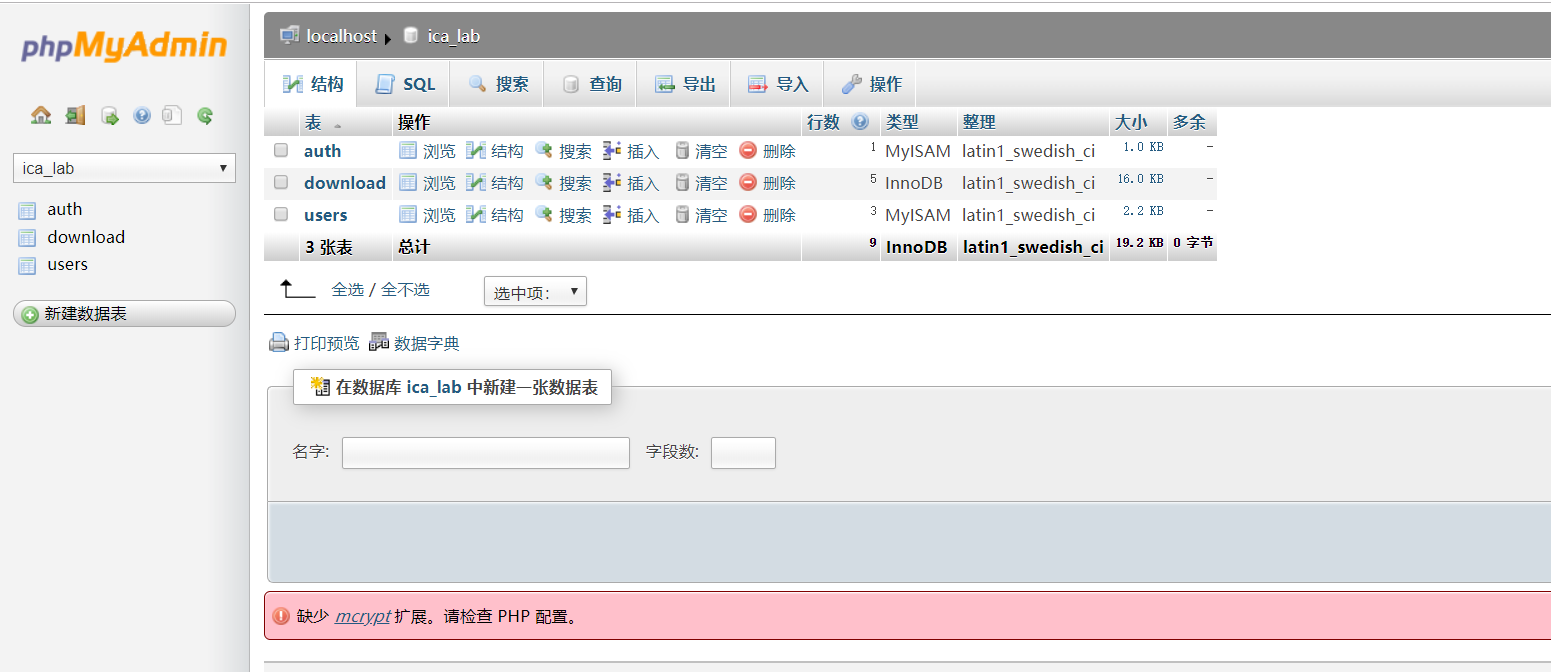 phpMyAdmin
ica_lab
auth
download
users
新建数据表
localhost ica_lab
结构 SQL 搜索 查询 导出 导入 操作
表 操作 行数 类型 整理 大小 多余
auth 浏览 结构 搜索 插入 清空 删除 1 MyISAM latin1_swedish_ci 1.0 KB -
download 浏览 结构 搜索 插入 清空 删除 5 InnoDB latin1_swedish_ci 16.0 KB -
users 浏览 结构 搜索 插入 清空 删除 3 MyISAM latin1_swedish_ci 2.2 KB -
3 张表 总计 9 InnoDB latin1_swedish_ci 19.2 KB 0 字节
全选 / 全不选 选中项:
打印预览 数据字典
在数据库 ica_lab 中新建一张数据表
名字: 字段数:
缺少 mcrypt 扩展。请检查 PHP 配置。